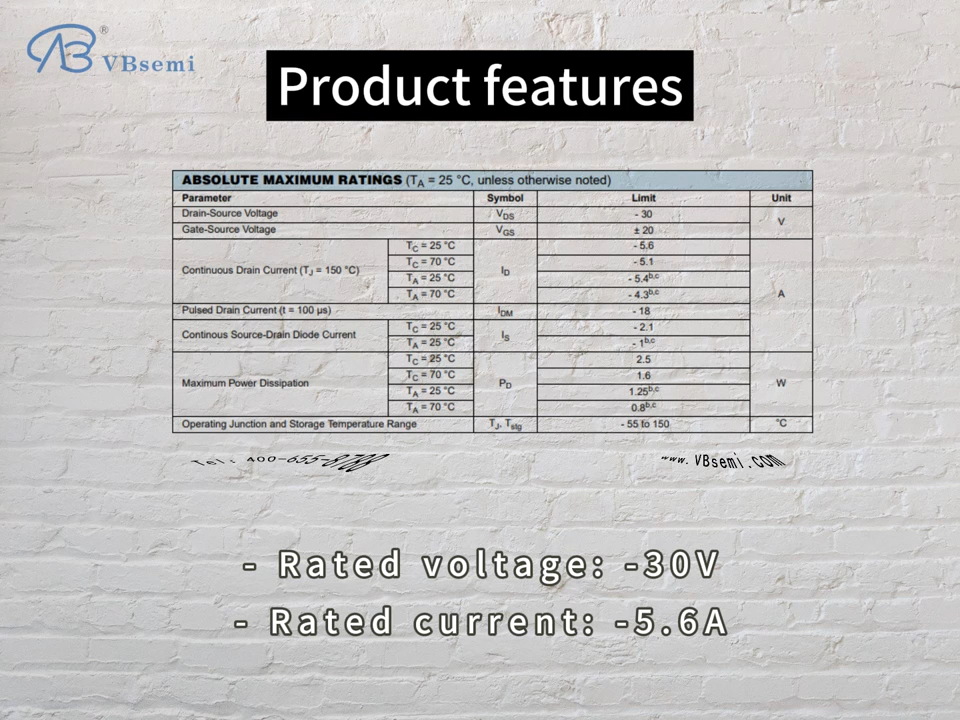 VBsemi®
Product features
ABSOLUTE MAXIMUM RATINGS (TA = 25 °C, unless otherwise noted)
Parameter Symbol Limit Unit
Drain-Source Voltage VDS - 30 V
Gate-Source Voltage VGS ± 20
Continuous Drain Current (TJ = 150 °C) TC = 25 °C ID - 5.6 A
TC = 70 °C - 5.1
TA = 25 °C - 5.4b,c
TA = 70 °C - 4.3b,c
Pulsed Drain Current (t = 100 µs) IDM - 18
Continous Source-Drain Diode Current TC = 25 °C IS - 2.1
TA = 25 °C - 1b,c
Maximum Power Dissipation TC = 25 °C PD 2.5 W
TC = 70 °C 1.6
TA = 25 °C 1.25b,c
TA = 70 °C 0.8b,c
Operating Junction and Storage Temperature Range TJ, Tstg - 55 to 150 °C
Tel: 400-655-8788 www.VBsemi.com
- Rated voltage: -30V
- Rated current: -5.6A